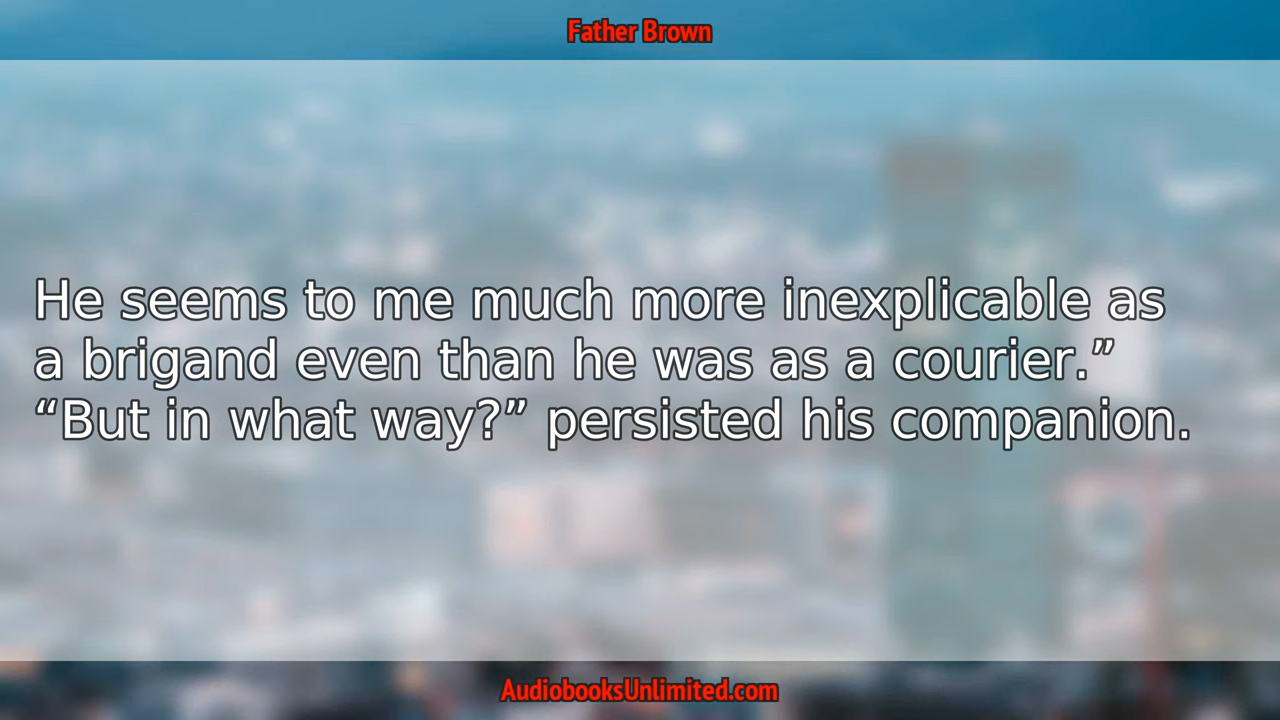 Father Brown
He seems to me much more inexplicable as
a brigand even than he was as a courier.”
“But in what way?” persisted his companion.
AudiobooksUnlimited.com